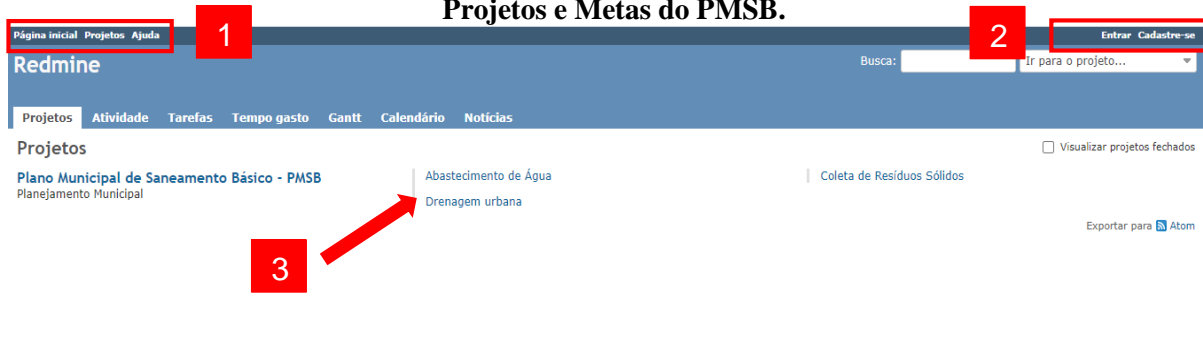 Projetos e Metas do PMSB.
Página inicial Projetos Ajuda
1
2
Entrar Cadastre-se
Redmine
Busca:
Ir para o projeto...
Projetos Atividade Tarefas Tempo gasto Gantt Calendário Notícias
Projetos
Visualizar projetos fechados
Plano Municipal de Saneamento Básico - PMSB
Planejamento Municipal
Abastecimento de Água
Drenagem urbana
Coleta de Resíduos Sólidos
Exportar para Atom
3